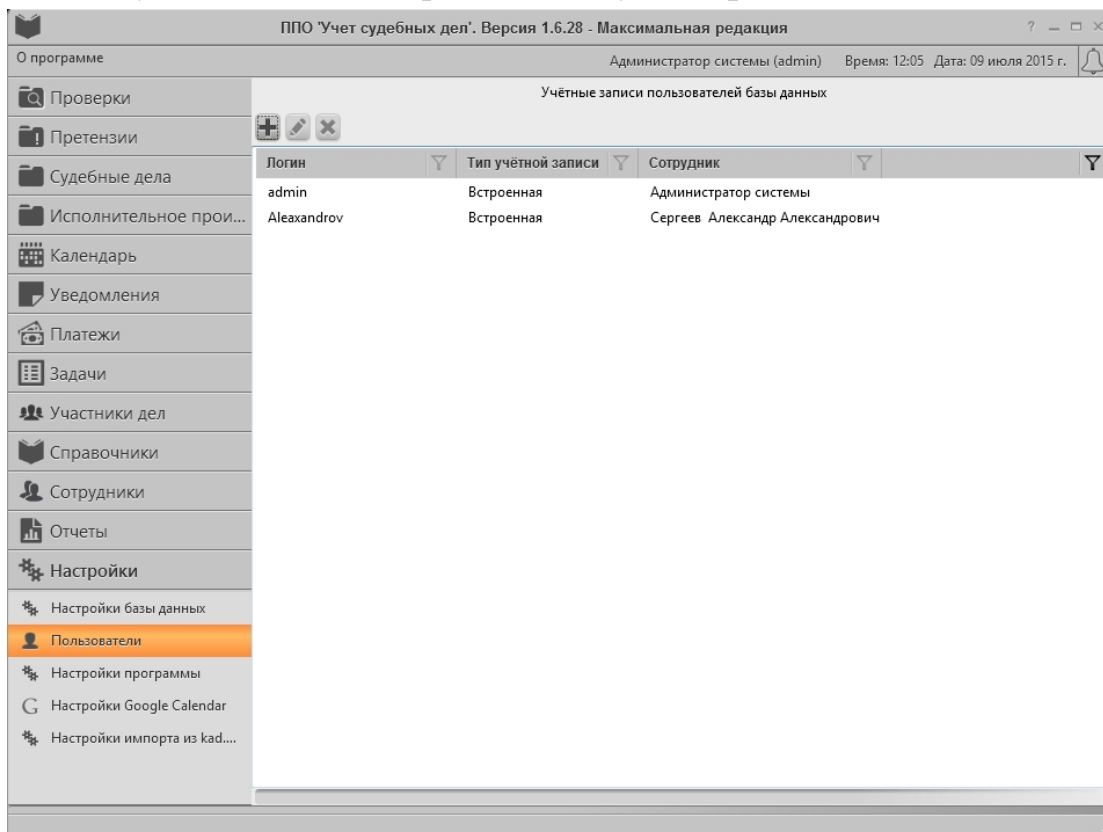 ППО 'Учет судебных дел'. Версия 1.6.28 - Максимальная редакция
О программе
Администратор системы (admin) Время: 12:05 Дата: 09 июля 2015 г.
Проверки
Претензии
Судебные дела
Исполнительное прои...
Календарь
Уведомления
Платежи
Задачи
Участники дел
Справочники
Сотрудники
Отчеты
Настройки
Настройки базы данных
Пользователи
Настройки программы
Настройки Google Calendar
Настройки импорта из kad....
Учётные записи пользователей базы данных
Логин Тип учётной записи Сотрудник
admin Встроенная Администратор системы
Aleaxandrov Встроенная Сергеев Александр Александрович